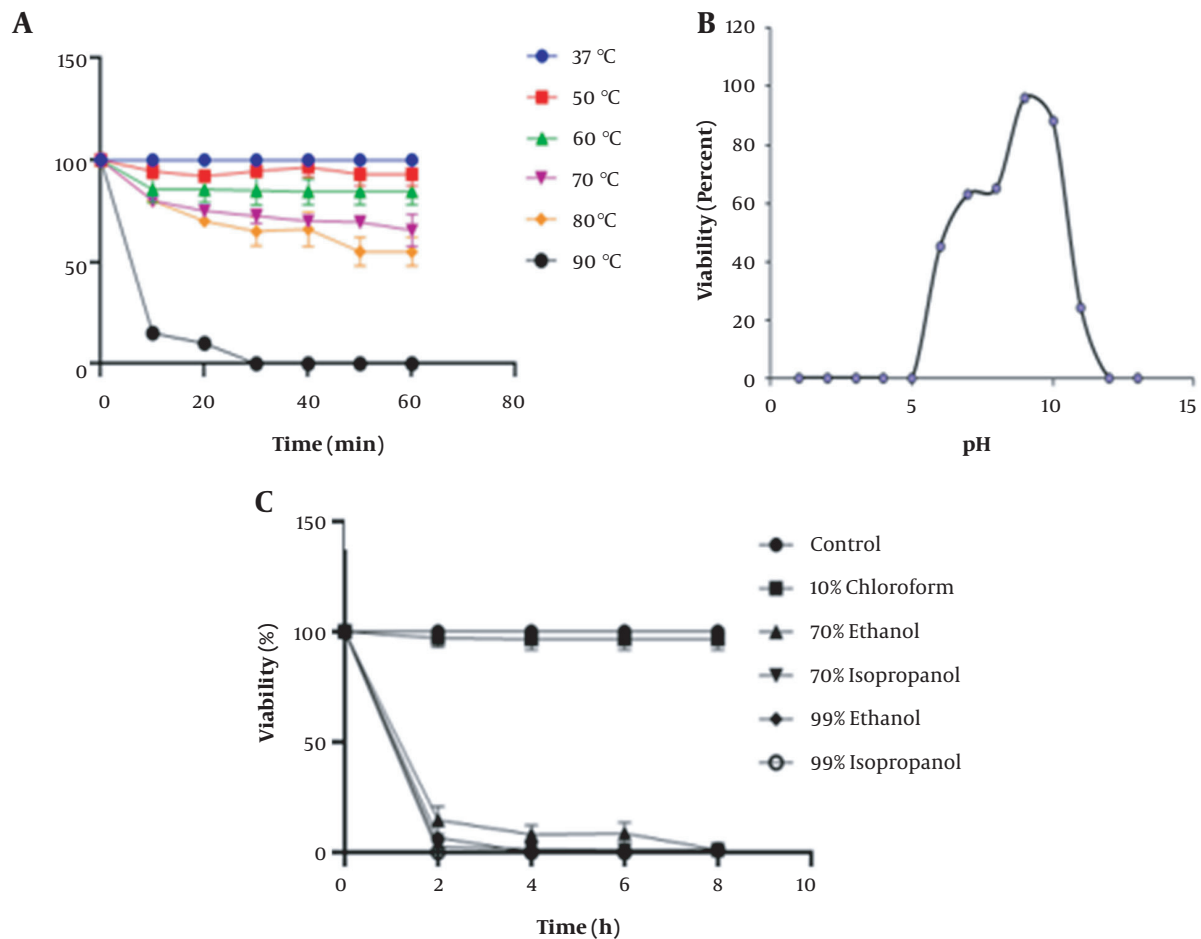 A
150
100
50
0
0 20 40 60 80
Time (min)
37 °C
50 °C
60 °C
70 °C
80°C
90 °C
B
120
100
80
60
40
20
0
0 5 10 15
Viability (Percent)
pH
C
150
100
50
0
0 2 4 6 8 10
Viability (%)
Time (h)
Control
10% Chloroform
70% Ethanol
70% Isopropanol
99% Ethanol
99% Isopropanol